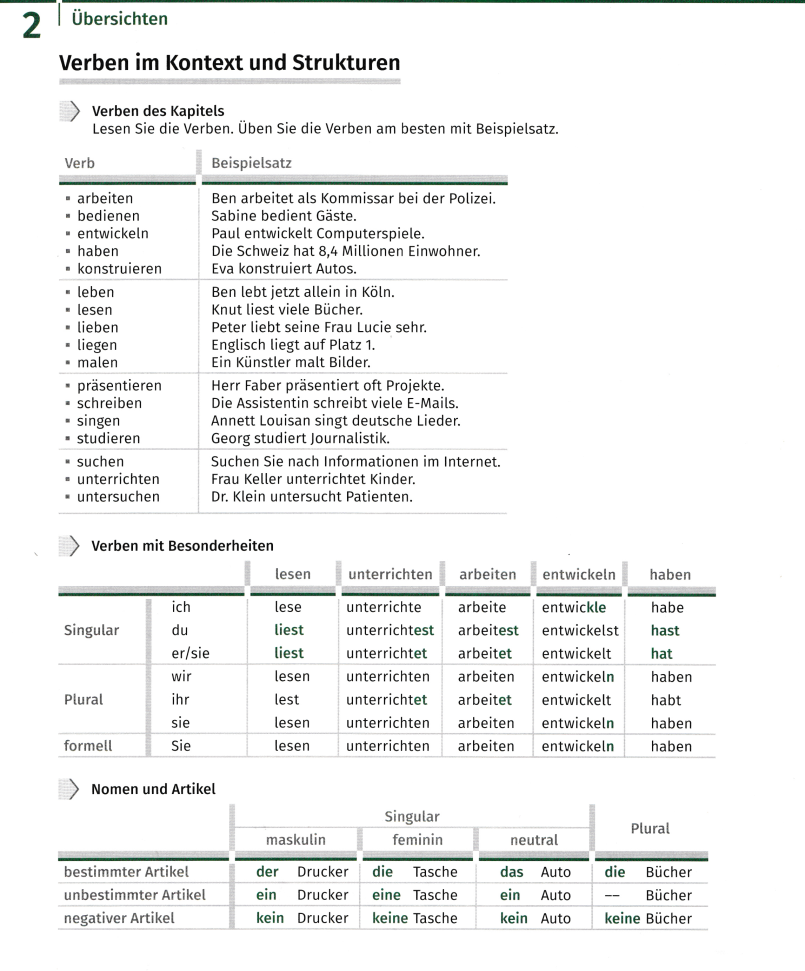 2 Übersichten
Verben im Kontext und Strukturen
Verben des Kapitels
Lesen Sie die Verben. Üben Sie die Verben am besten mit Beispielsatz.
Verb Beispielsatz
▪ arbeiten Ben arbeitet als Kommissar bei der Polizei.
▪ bedienen Sabine bedient Gäste.
▪ entwickeln Paul entwickelt Computerspiele.
▪ haben Die Schweiz hat 8,4 Millionen Einwohner.
▪ konstruieren Eva konstruiert Autos.
▪ leben Ben lebt jetzt allein in Köln.
▪ lesen Knut liest viele Bücher.
▪ lieben Peter liebt seine Frau Lucie sehr.
▪ liegen Englisch liegt auf Platz 1.
▪ malen Ein Künstler malt Bilder.
▪ präsentieren Herr Faber präsentiert oft Projekte.
▪ schreiben Die Assistentin schreibt viele E-Mails.
▪ singen Annett Louisan singt deutsche Lieder.
▪ studieren Georg studiert Journalistik.
▪ suchen Suchen Sie nach Informationen im Internet.
▪ unterrichten Frau Keller unterrichtet Kinder.
▪ untersuchen Dr. Klein untersucht Patienten.
Verben mit Besonderheiten
lesen unterrichten arbeiten entwickeln haben
ich lese unterrichte arbeite entwickle habe
Singular du liest unterrichtest arbeitest entwickelst hast
er/sie liest unterrichtet arbeitet entwickelt hat
wir lesen unterrichten arbeiten entwickeln haben
Plural ihr lest unterrichtet arbeitet entwickelt habt
sie lesen unterrichten arbeiten entwickeln haben
formell Sie lesen unterrichten arbeiten entwickeln haben
Nomen und Artikel
Singular Plural
maskulin feminin neutral
bestimmter Artikel der Drucker die Tasche das Auto die Bücher
unbestimmter Artikel ein Drucker eine Tasche ein Auto –– Bücher
negativer Artikel kein Drucker keine Tasche kein Auto keine Bücher